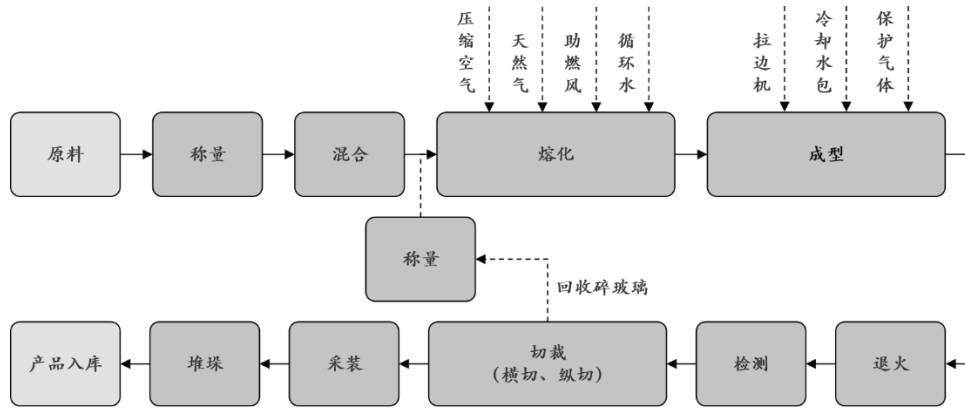 压缩空气
天然气
助燃风
循环水
拉边机
冷却水包
保护气体
原料
称量
混合
熔化
成型
称量
回收碎玻璃
产品入库
堆垛
采装
切裁
（横切、纵切）
检测
退火